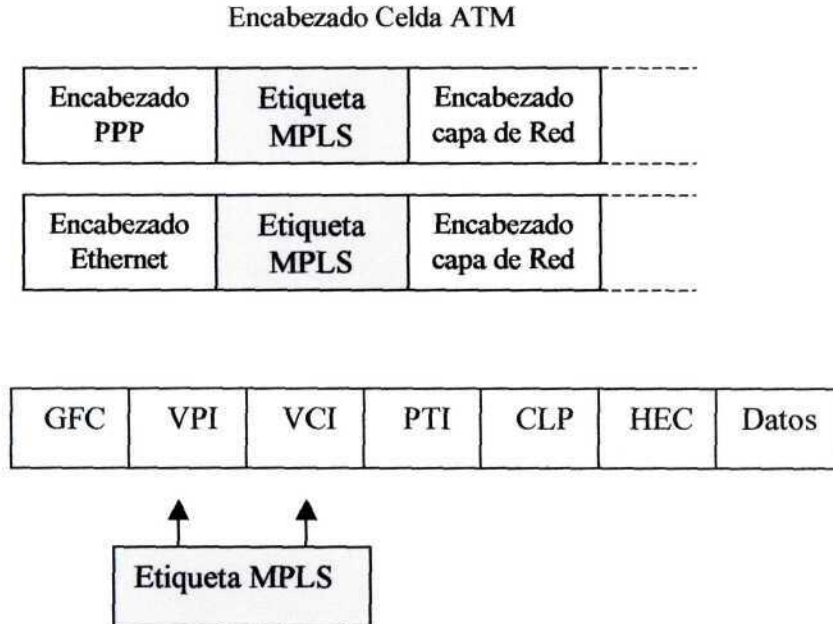 Encabezado Celda ATM
Encabezado PPP
Etiqueta MPLS
Encabezado capa de Red
Encabezado Ethernet
Etiqueta MPLS
Encabezado capa de Red
GFC VPI VCI PTI CLP HEC Datos
Etiqueta MPLS